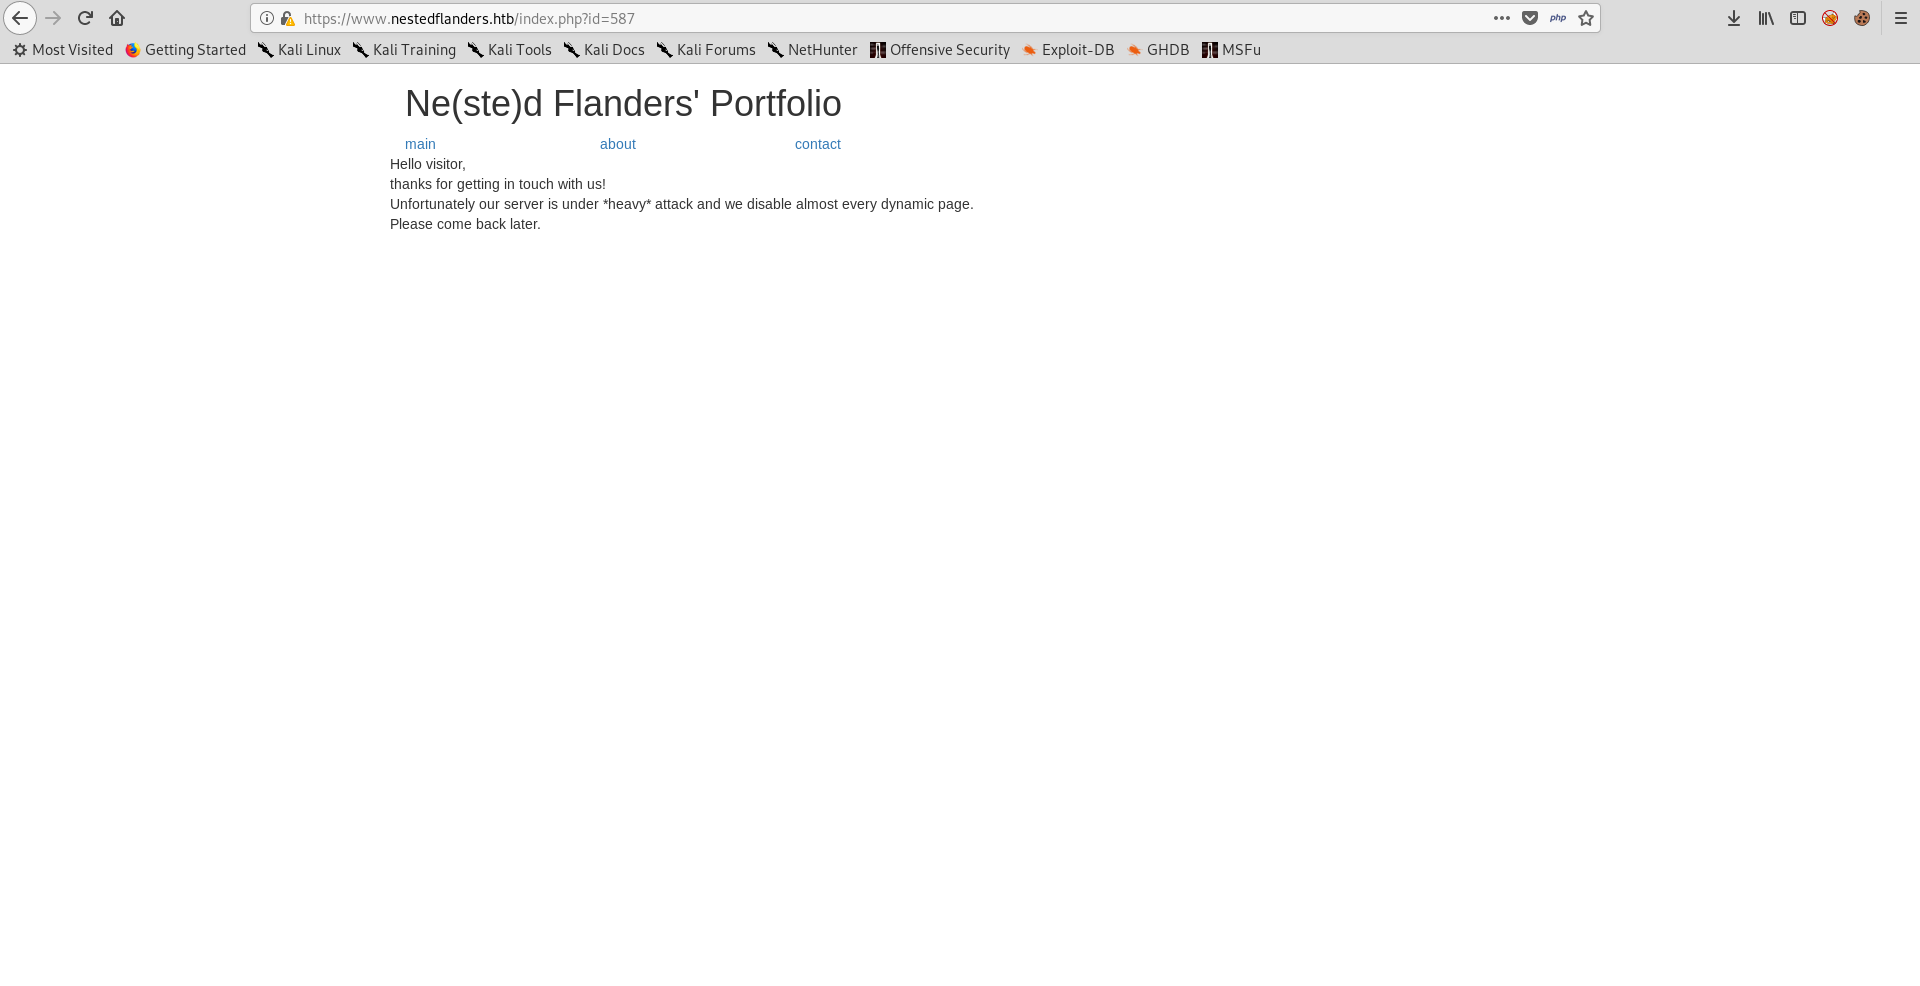 https://www.nestedflanders.htb/index.php?id=587
php
Most Visited Getting Started Kali Linux Kali Training Kali Tools Kali Docs Kali Forums NetHunter Offensive Security Exploit-DB GHDB MSFu
Ne(ste)d Flanders' Portfolio
main about contact
Hello visitor,
thanks for getting in touch with us!
Unfortunately our server is under *heavy* attack and we disable almost every dynamic page.
Please come back later.